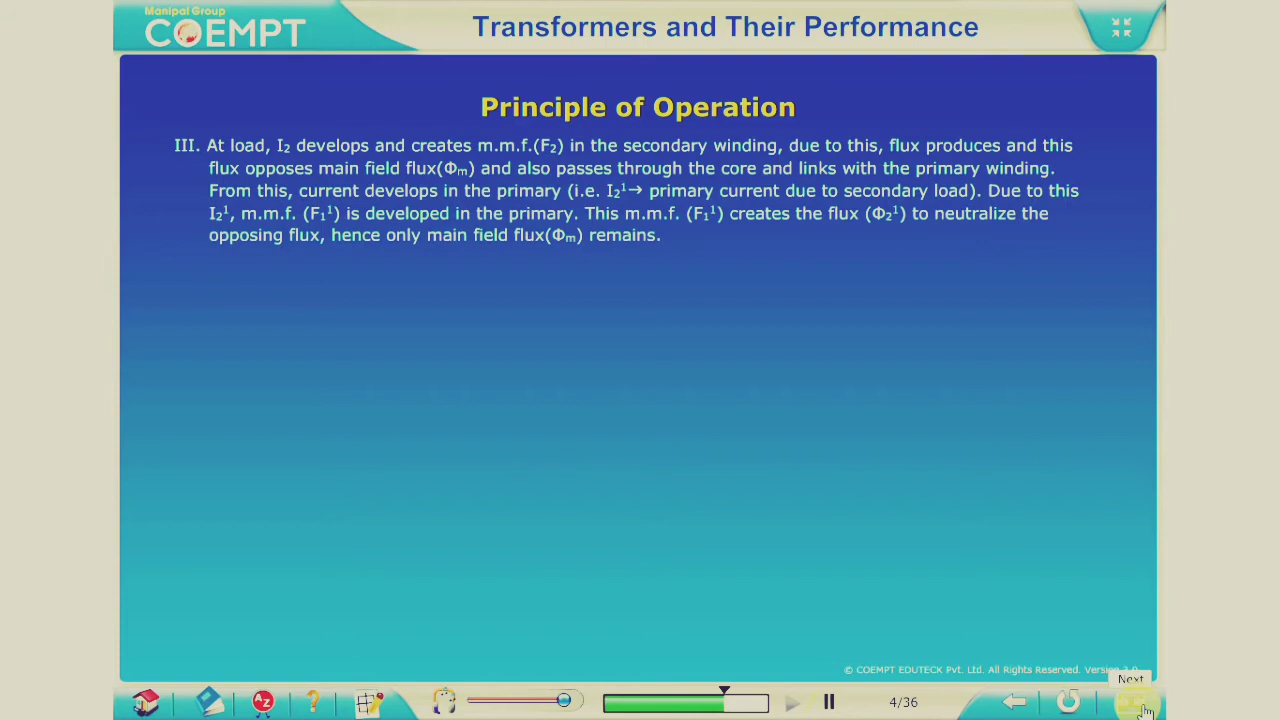 Manipal Group
COEMPT
Transformers and Their Performance
Principle of Operation
III. At load, I₂ develops and creates m.m.f.(F₂) in the secondary winding, due to this, flux produces and this
flux opposes main field flux(Φₘ) and also passes through the core and links with the primary winding.
From this, current develops in the primary (i.e. I₂¹→ primary current due to secondary load). Due to this
I₂¹, m.m.f. (F₁¹) is developed in the primary. This m.m.f. (F₁¹) creates the flux (Φ₂¹) to neutralize the
opposing flux, hence only main field flux(Φₘ) remains.
© COEMPT EDUTECK Pvt. Ltd. All Rights Reserved. Version 3.0
Next
AZ
?
4/36